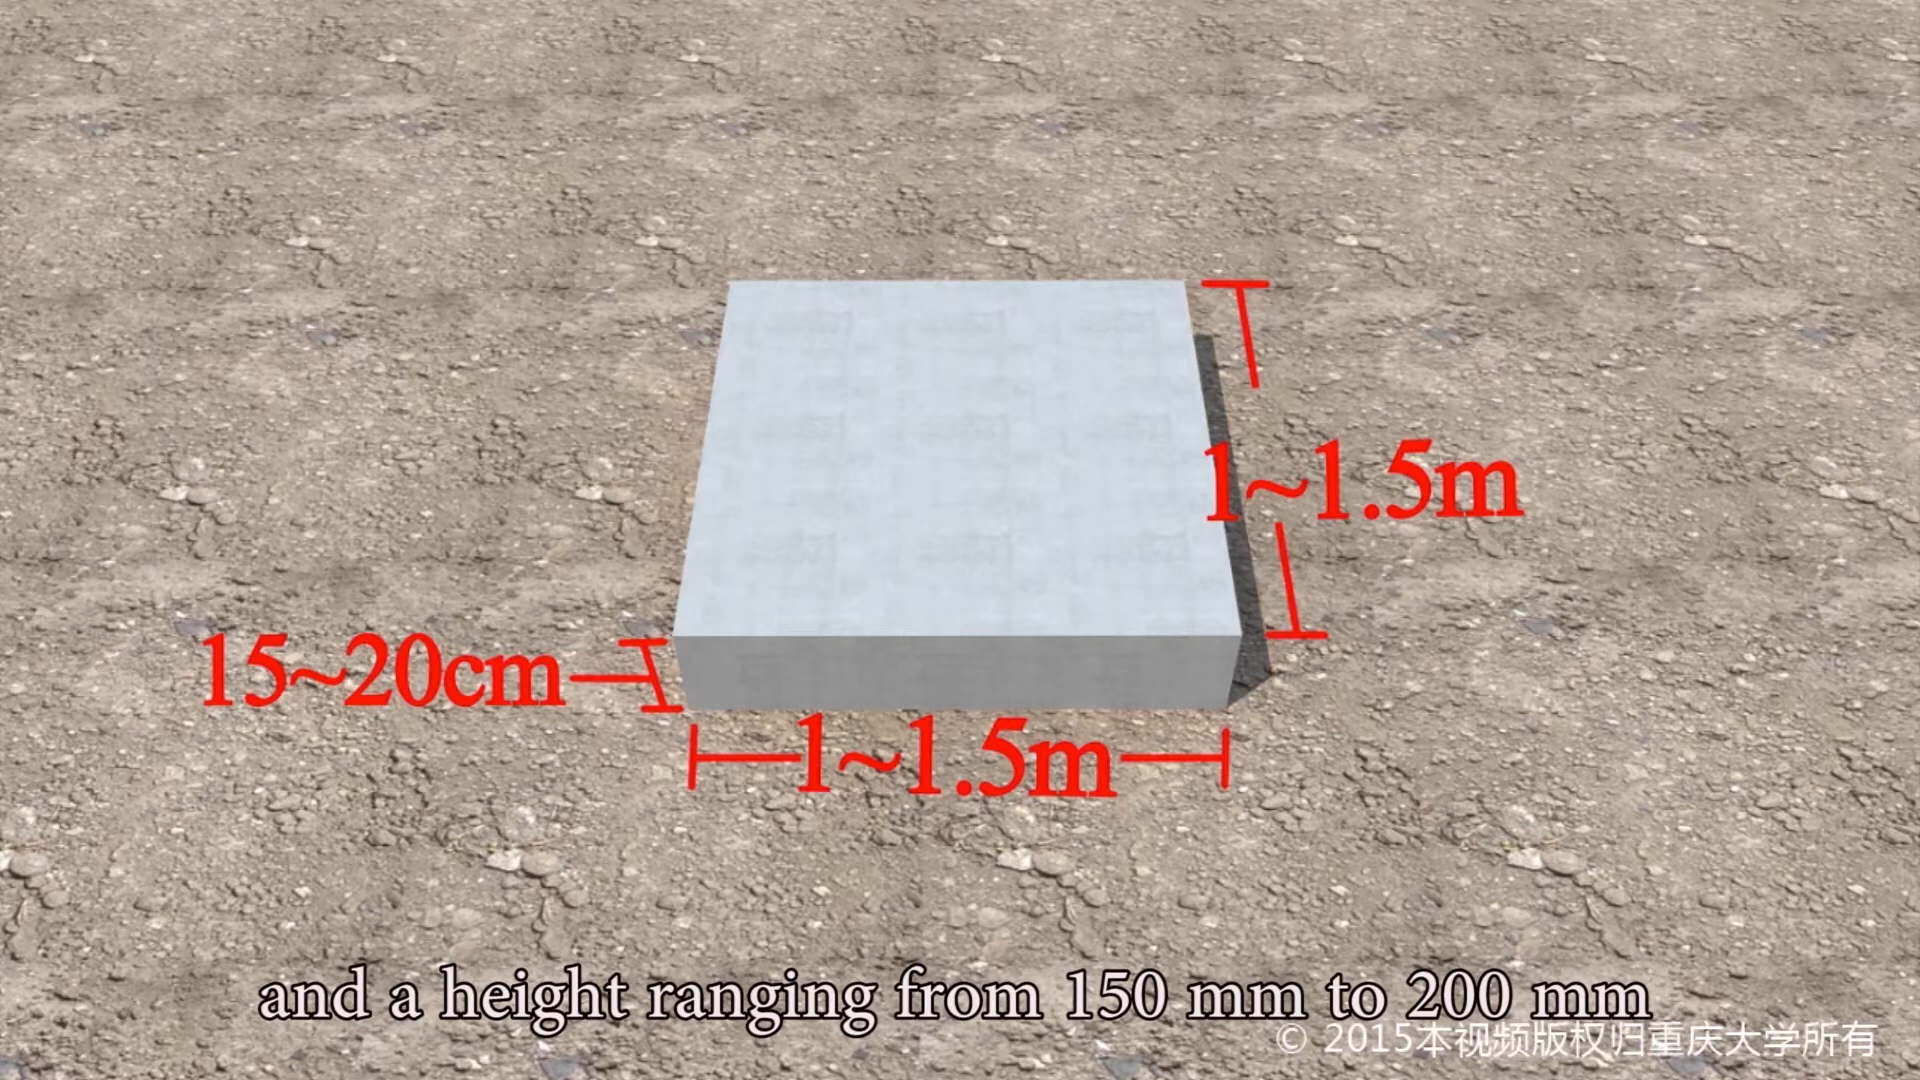 1~1.5m
15~20cm
1~1.5m
and a height ranging from 150 mm to 200 mm
© 2015本视频版权归重庆大学所有